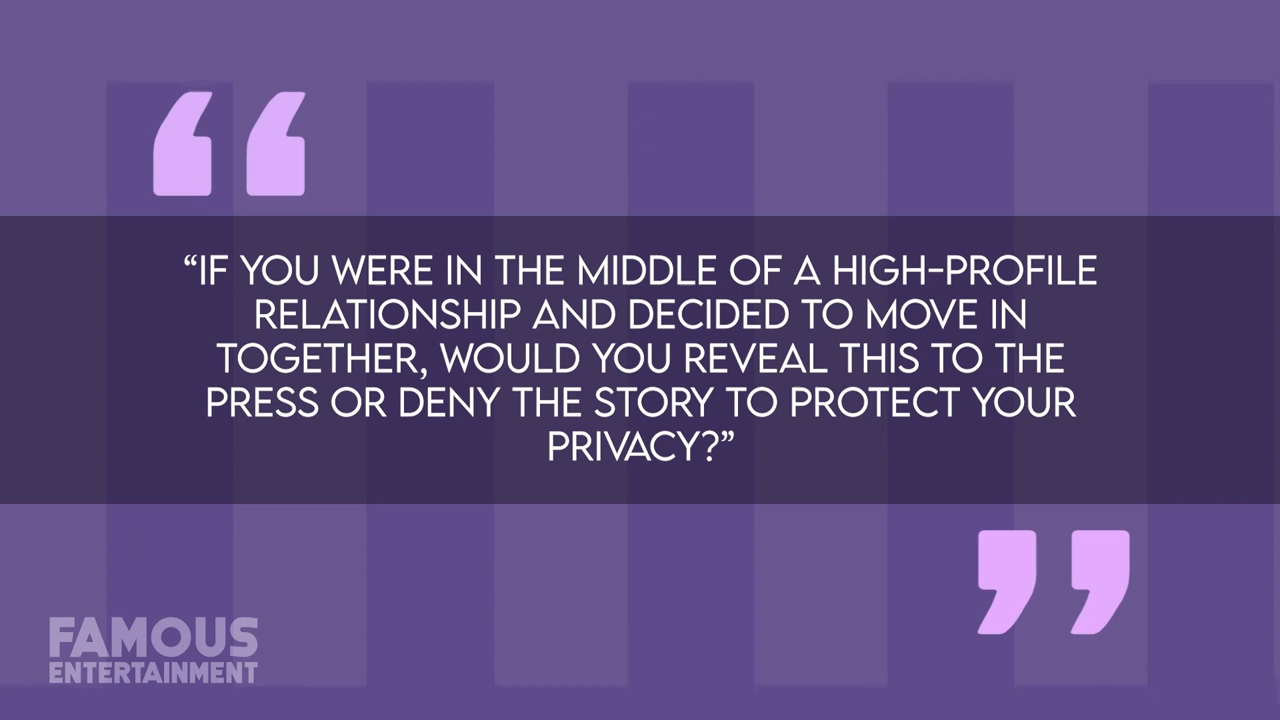 “IF YOU WERE IN THE MIDDLE OF A HIGH-PROFILE
RELATIONSHIP AND DECIDED TO MOVE IN
TOGETHER, WOULD YOU REVEAL THIS TO THE
PRESS OR DENY THE STORY TO PROTECT YOUR
PRIVACY?”
FAMOUS
ENTERTAINMENT